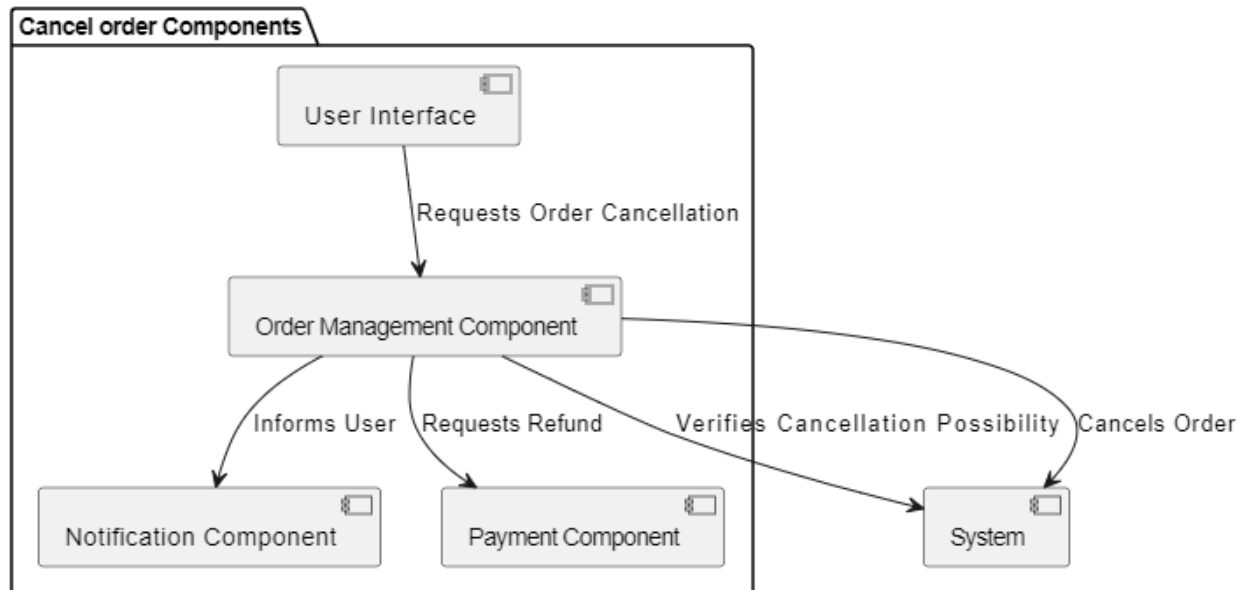 Cancel order Components
User Interface
Requests Order Cancellation
Order Management Component
Informs User
Requests Refund
Verifies Cancellation Possibility
Cancels Order
Notification Component
Payment Component
System